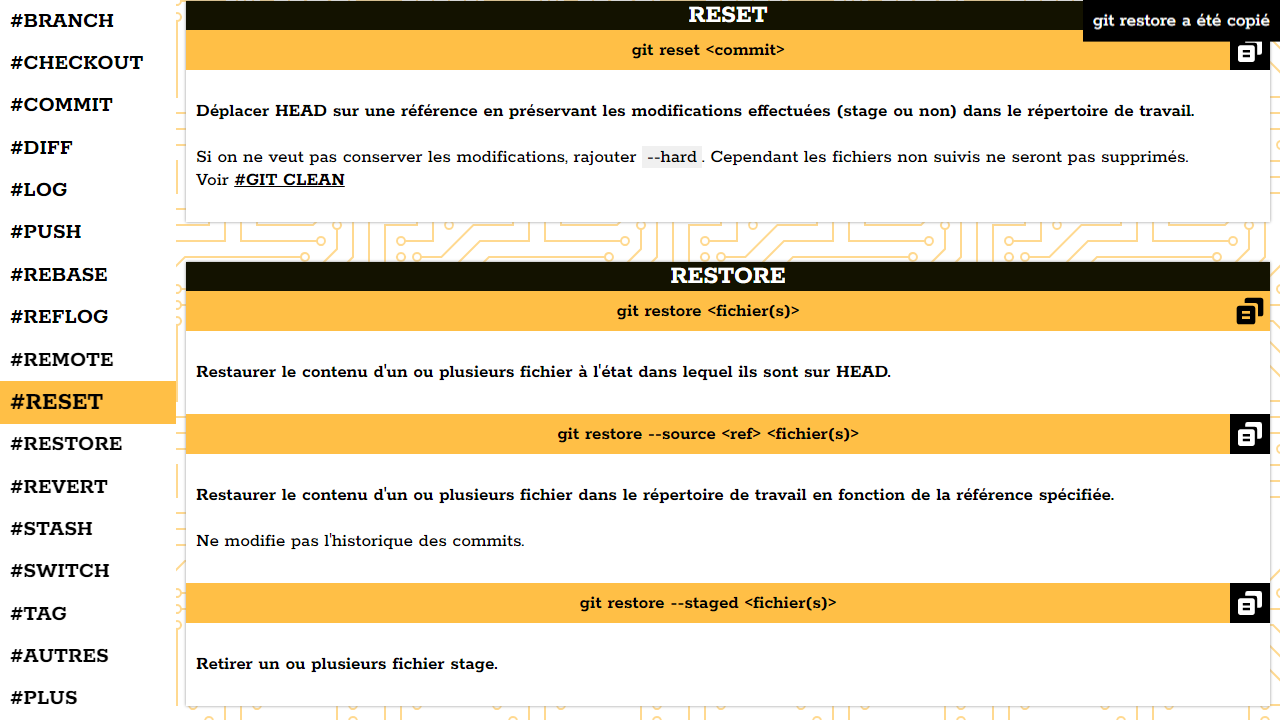 #BRANCH
#CHECKOUT
#COMMIT
#DIFF
#LOG
#PUSH
#REBASE
#REFLOG
#REMOTE
#RESET
#RESTORE
#REVERT
#STASH
#SWITCH
#TAG
#AUTRES
#PLUS
RESET
git restore a été copié
git reset <commit>
Déplacer HEAD sur une référence en préservant les modifications effectuées (stage ou non) dans le répertoire de travail.
Si on ne veut pas conserver les modifications, rajouter --hard. Cependant les fichiers non suivis ne seront pas supprimés.
Voir #GIT CLEAN
RESTORE
git restore <fichier(s)>
Restaurer le contenu d'un ou plusieurs fichier à l'état dans lequel ils sont sur HEAD.
git restore --source <ref> <fichier(s)>
Restaurer le contenu d'un ou plusieurs fichier dans le répertoire de travail en fonction de la référence spécifiée.
Ne modifie pas l'historique des commits.
git restore --staged <fichier(s)>
Retirer un ou plusieurs fichier stage.